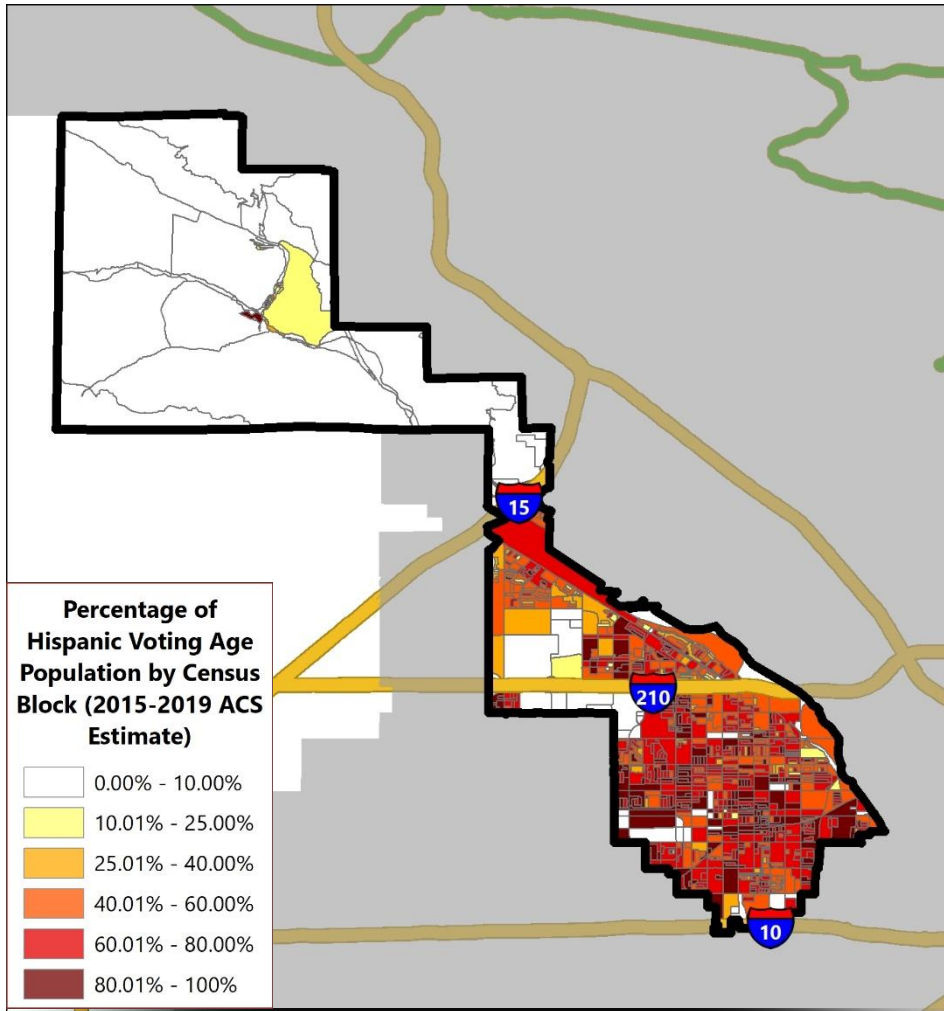 15
210
10
Percentage of
Hispanic Voting Age
Population by Census
Block (2015-2019 ACS
Estimate)
0.00% - 10.00%
10.01% - 25.00%
25.01% - 40.00%
40.01% - 60.00%
60.01% - 80.00%
80.01% - 100%